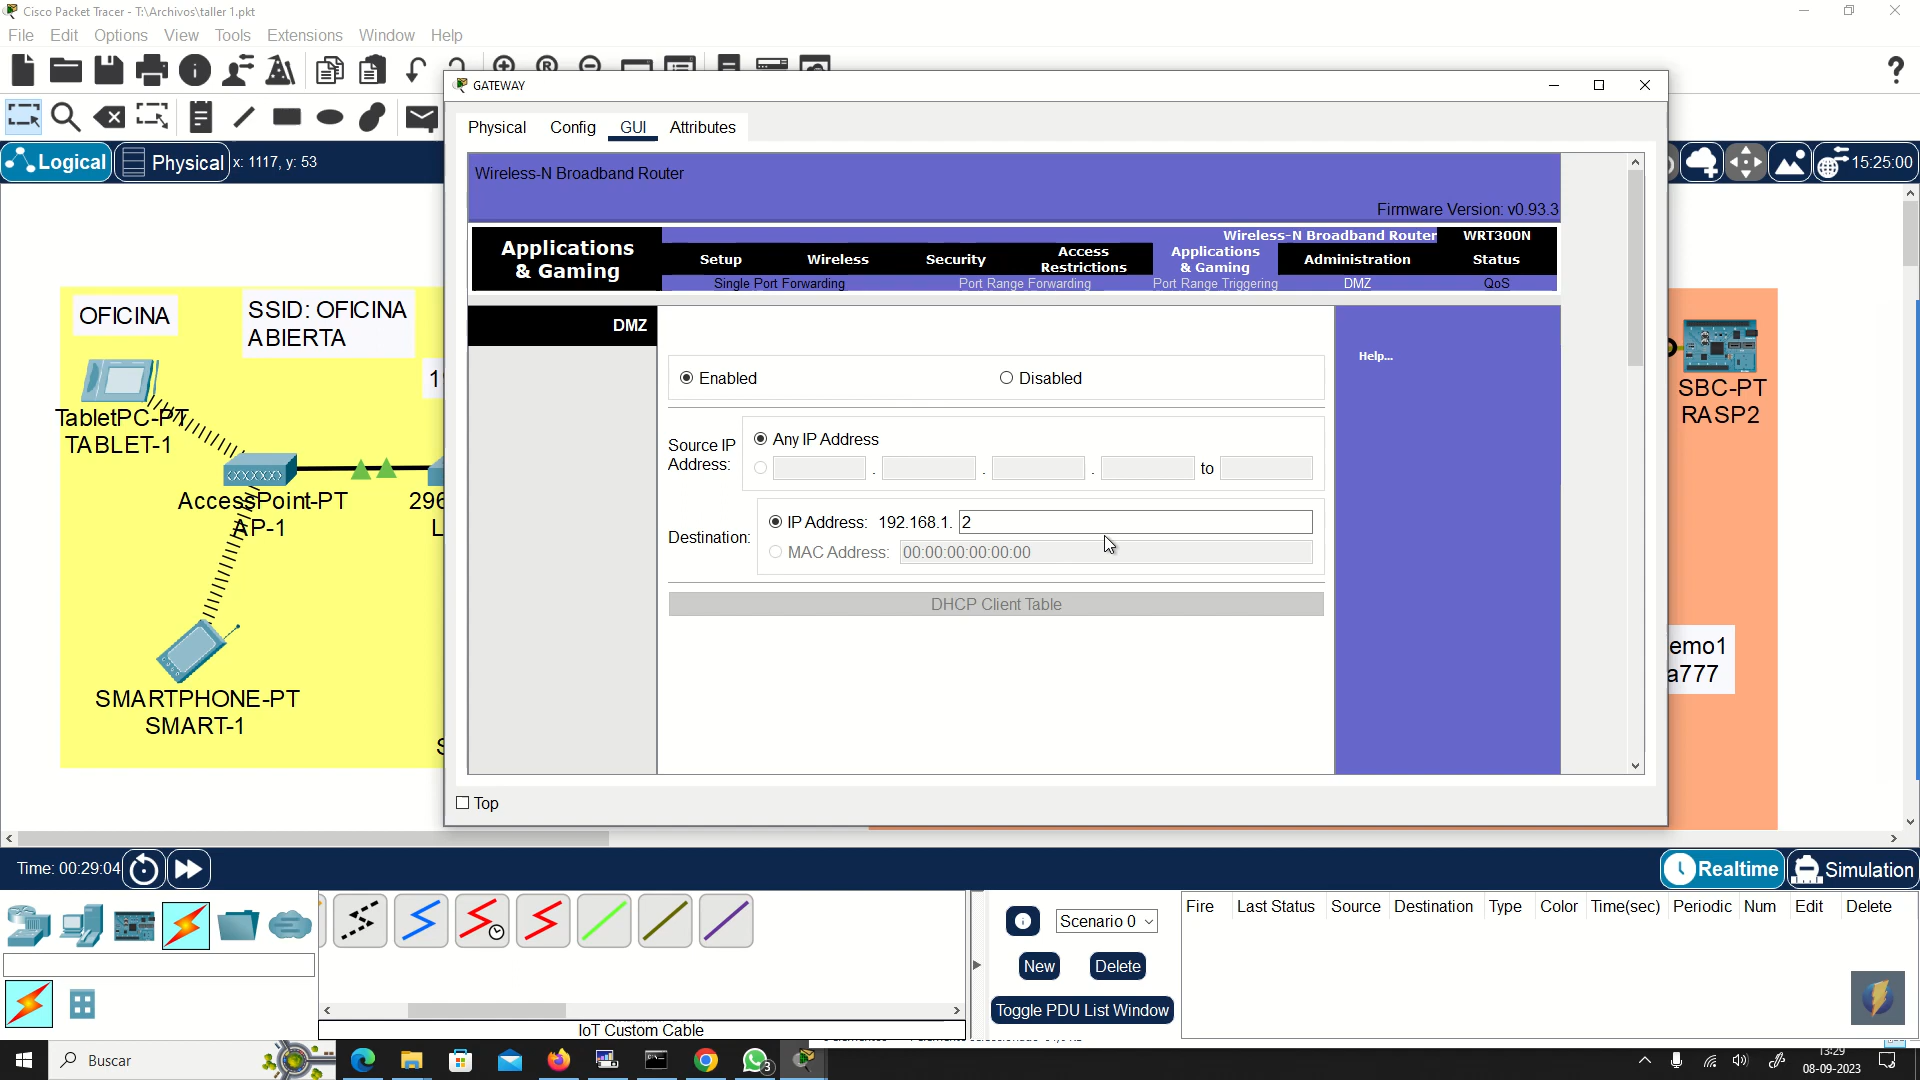 Cisco Packet Tracer - T:\Archivos\taller 1.pkt
File Edit Options View Tools Extensions Window Help
GATEWAY
Physical Config GUI Attributes
Logical Physical x: 1117, y: 53
15:25:00
Wireless-N Broadband Router
Firmware Version: v0.93.3
Applications & Gaming
Wireless-N Broadband Router WRT300N
Setup Wireless Security Access Restrictions Applications & Gaming Administration Status
Single Port Forwarding Port Range Forwarding Port Range Triggering DMZ QoS
DMZ
Help...
Enabled Disabled
Source IP Address:
Any IP Address
. . . to
Destination:
IP Address: 192.168.1. 2
MAC Address: 00:00:00:00:00:00
DHCP Client Table
Top
OFICINA
SSID: OFICINA
ABIERTA
1
TabletPC-PT
TABLET-1
AccessPoint-PT
AP-1
296
L
SMARTPHONE-PT
SMART-1
S
SBC-PT
RASP2
emo1
a777
Time: 00:29:04
Realtime Simulation
Scenario 0
New Delete
Toggle PDU List Window
Fire Last Status Source Destination Type Color Time(sec) Periodic Num Edit Delete
IoT Custom Cable
Buscar
3
13:29
08-09-2023